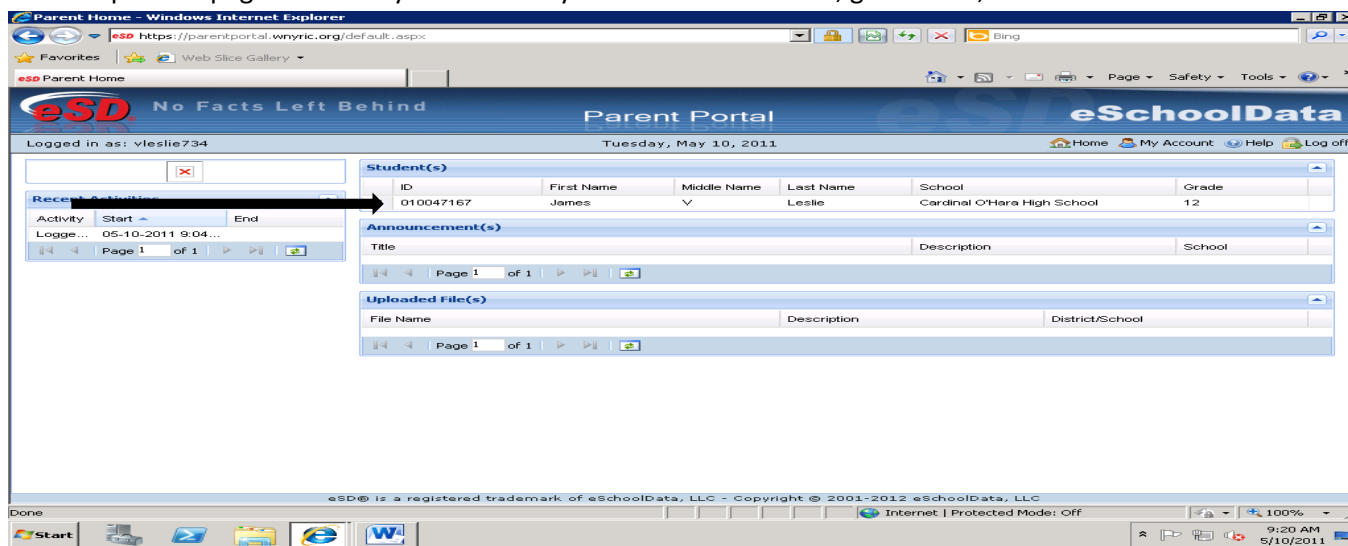 Parent Home - Windows Internet Explorer
eSD https://parentportal.wnyric.org/default.aspx Bing
Favorites Web Slice Gallery
eSD Parent Home Page Safety Tools
eSD. No Facts Left Behind Parent Portal eSchoolData
Logged in as: vleslie734 Tuesday, May 10, 2011 Home My Account Help Log off
Student(s)
ID First Name Middle Name Last Name School Grade
010047167 James V Leslie Cardinal O'Hara High School 12
Recent Activities
Activity Start End
Logge... 05-10-2011 9:04...
Page 1 of 1
Announcement(s)
Title Description School
Page 1 of 1
Uploaded File(s)
File Name Description District/School
Page 1 of 1
eSD® is a registered trademark of eSchoolData, LLC - Copyright © 2001-2012 eSchoolData, LLC
Done Internet | Protected Mode: Off 100%
Start 9:20 AM
5/10/2011